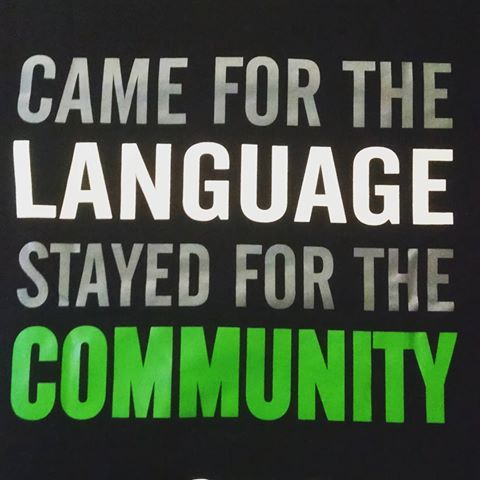 CAME FOR THE
LANGUAGE
STAYED FOR THE
COMMUNITY